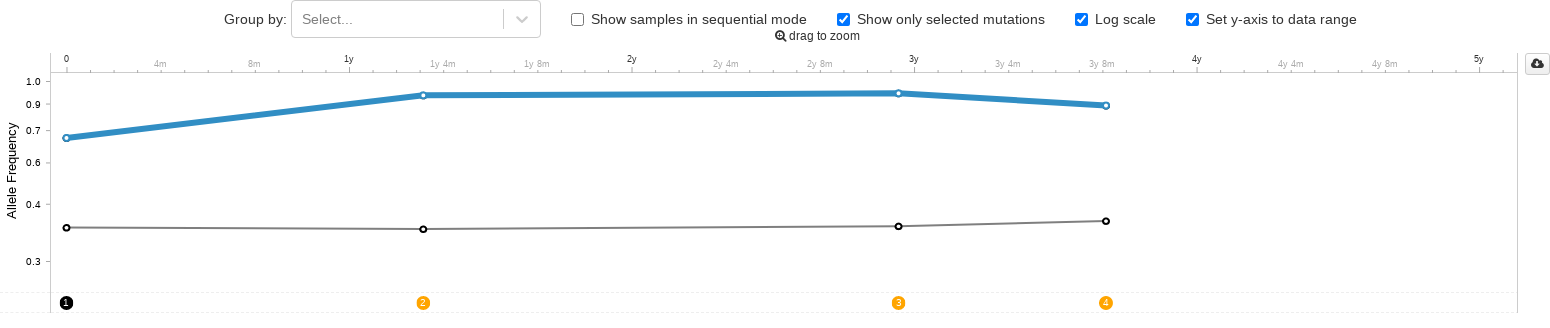 Group by: Select... Show samples in sequential mode Show only selected mutations Log scale Set y-axis to data range
drag to zoom
0 4m 8m 1y 1y 4m 1y 8m 2y 2y 4m 2y 8m 3y 3y 4m 3y 8m 4y 4y 4m 4y 8m 5y
1.0
0.9
0.7
0.6
0.4
0.3
Allele Frequency
1 2 3 4